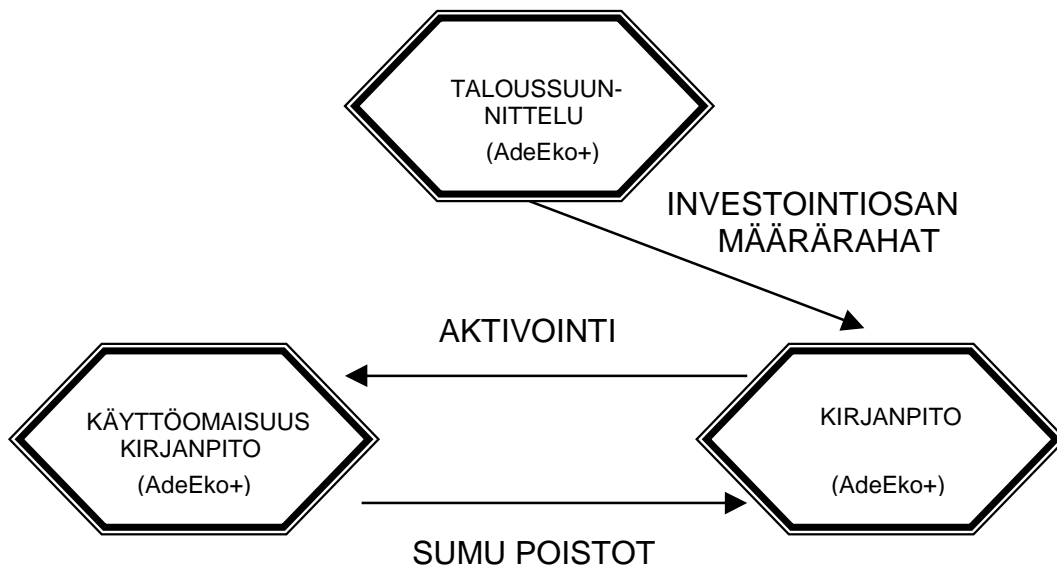 TALOUSSUUN-
NITTELU
(AdeEko+)
INVESTOINTIOSAN
MÄÄRÄRAHAT
AKTIVOINTI
KÄYTTÖOMAISUUS
KIRJANPITO
(AdeEko+)
KIRJANPITO
(AdeEko+)
SUMU POISTOT